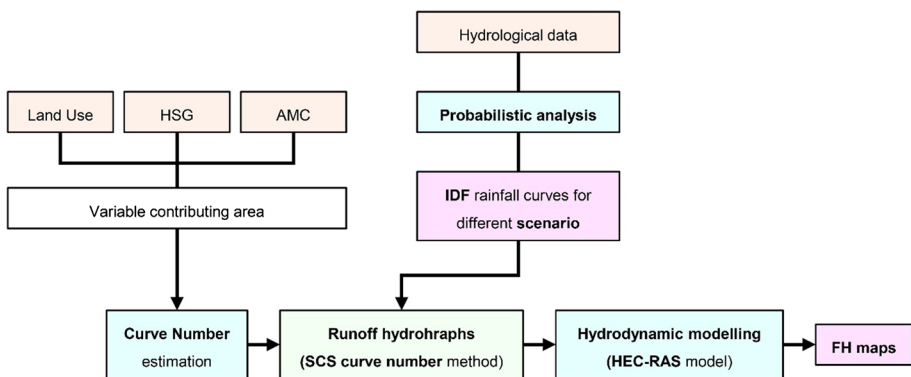 Hydrological data
Land Use
HSG
AMC
Probabilistic analysis
IDF rainfall curves for
different scenario
Variable contributing area
Curve Number
estimation
Runoff hydrohraphs
(SCS curve number method)
Hydrodynamic modelling
(HEC-RAS model)
FH maps